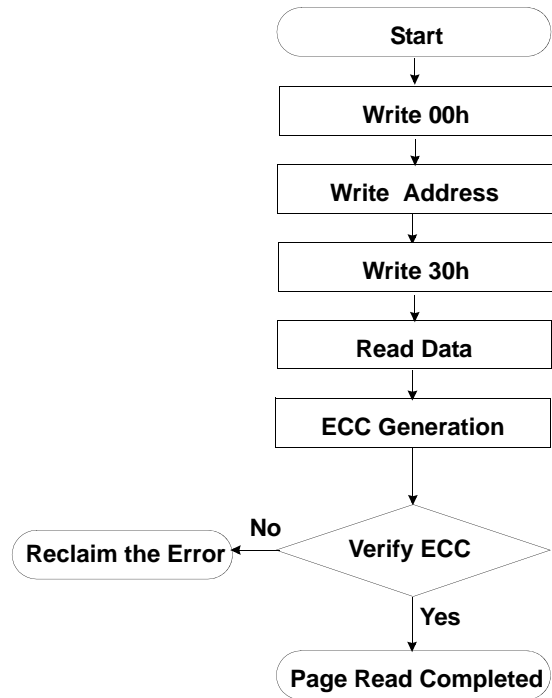 Start
Write 00h
Write Address
Write 30h
Read Data
ECC Generation
No
Reclaim the Error
Verify ECC
Yes
Page Read Completed